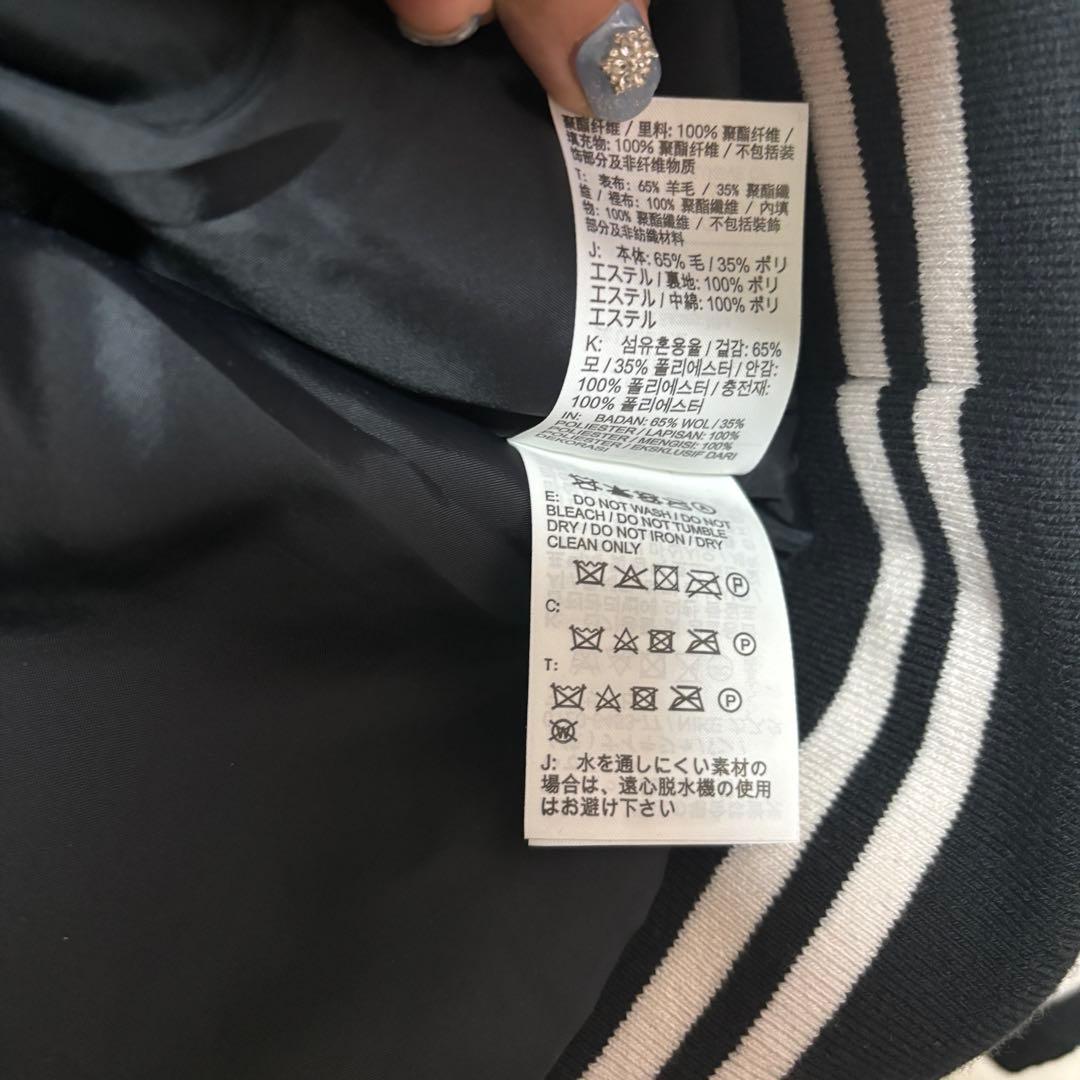 聚酯纤维 / 里料: 100% 聚酯纤维 /
填充物: 100% 聚酯纤维 / 不包括装
饰部分及非纤维物质
T: 表布: 65% 羊毛 / 35% 聚酯纖
維 / 裡布: 100% 聚酯纖維 / 內填
物: 100% 聚酯纖維 / 不包括裝飾
部分及非紡織材料
J: 本体: 65% 毛 / 35% ポリ
エステル / 裏地: 100% ポリ
エステル / 中綿: 100% ポリ
エステル
K: 섬유혼용율 / 겉감: 65%
모 / 35% 폴리에스터 / 안감:
100% 폴리에스터 / 충전재:
100% 폴리에스터
IN: BADAN: 65% WOL / 35%
POLIESTER / LAPISAN: 100%
POLIESTER / MENGISI: 100%
POLIESTER / EKSKLUSIF DARI
DEKORASI
E: DO NOT WASH / DO NOT
BLEACH / DO NOT TUMBLE
DRY / DO NOT IRON / DRY
CLEAN ONLY
P
C:
P
T:
P
W
J: 水を通しにくい素材の
場合は、遠心脱水機の使用
はお避け下さい